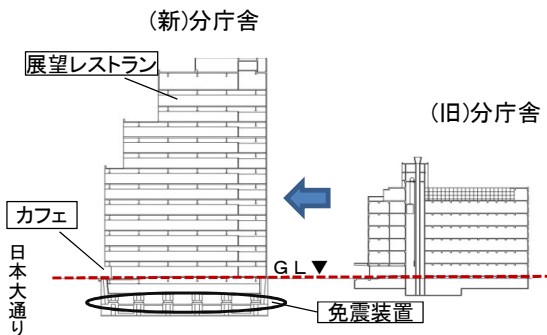 (新)分庁舎
展望レストラン
(旧)分庁舎
カフェ
日本大通り
GL▼
免震装置